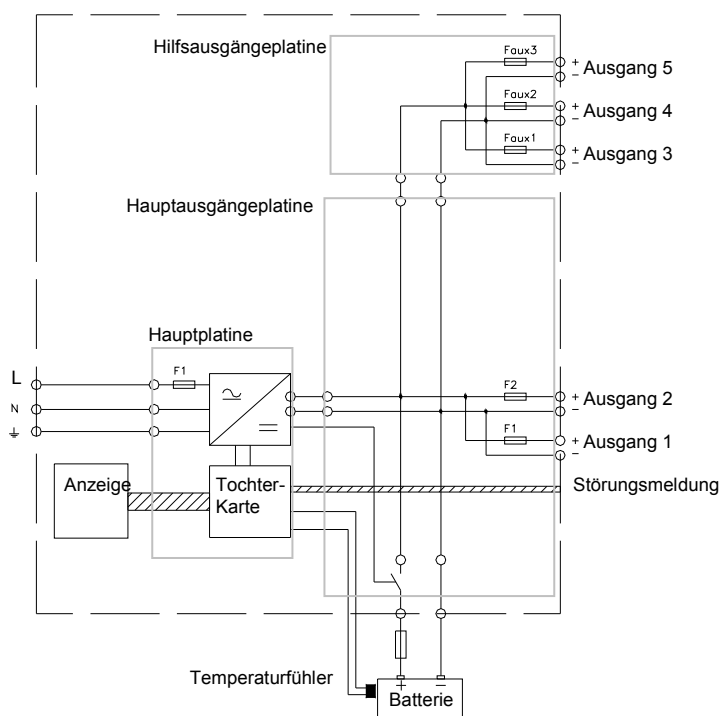 Hilfsausgängeplatine
Faux3
+ Ausgang 5
−
Faux2
+ Ausgang 4
−
Faux1
+ Ausgang 3
−
Hauptausgängeplatine
Hauptplatine
L
F1
N
F2
+ Ausgang 2
−
F1
+ Ausgang 1
−
Anzeige
Tochter-
Karte
Störungsmeldung
Temperaturfühler
+ −
Batterie